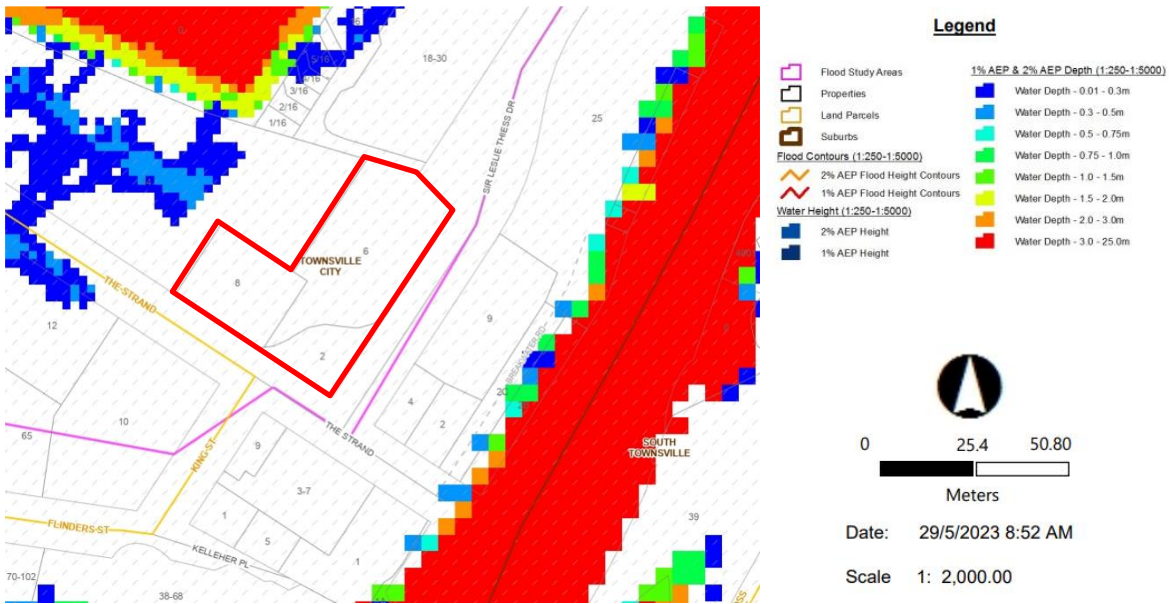 5/16
4/16
3/16
2/16
1/16
18-30
25
SIR LESLIE THIESS DR
6
TOWNSVILLE
CITY
8
THE-STRAND
12
2
9
BREAKWATER RD
4
2
10
65
KING-ST
THE STRAND
9
3-7
1
5
1
FLINDERS-ST
KELLEHER PL
70-102
38-68
SOUTH
TOWNSVILLE
39
Legend
Flood Study Areas
Properties
Land Parcels
Suburbs
Flood Contours (1:250-1:5000)
2% AEP Flood Height Contours
1% AEP Flood Height Contours
Water Height (1:250-1:5000)
2% AEP Height
1% AEP Height
1% AEP & 2% AEP Depth (1:250-1:5000)
Water Depth - 0.01 - 0.3m
Water Depth - 0.3 - 0.5m
Water Depth - 0.5 - 0.75m
Water Depth - 0.75 - 1.0m
Water Depth - 1.0 - 1.5m
Water Depth - 1.5 - 2.0m
Water Depth - 2.0 - 3.0m
Water Depth - 3.0 - 25.0m
0 25.4 50.80
Meters
Date: 29/5/2023 8:52 AM
Scale 1: 2,000.00